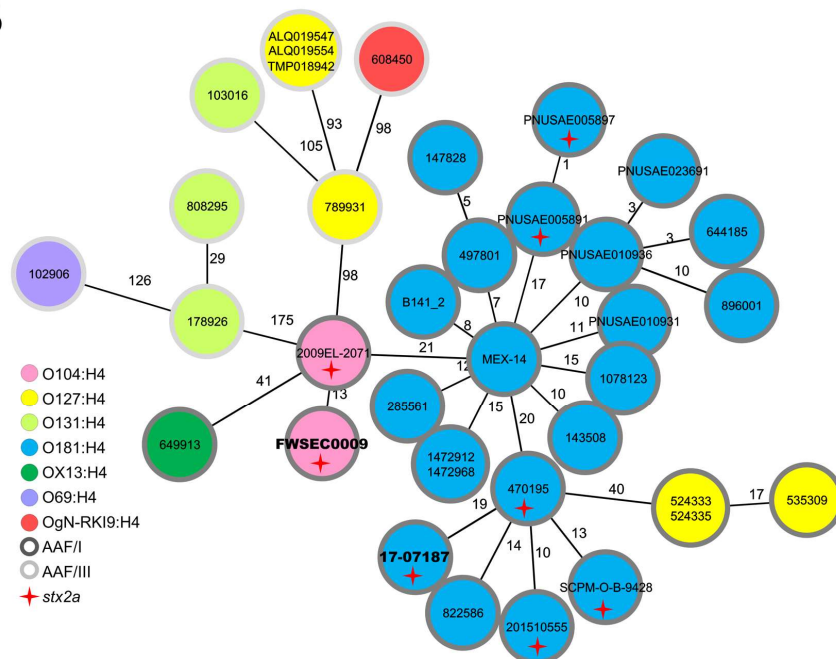 ALQ019547
ALQ019554
TMP018942
608450
103016
93
98
105
PNUSAE005897
147828
1
PNUSAE023691
808295
789931
5
PNUSAE005891
3
644185
29
497801
PNUSAE010936
3
102906
126
98
17
10
896001
B141_2
7
10
178926
175
8
11
PNUSAE010931
21
2009EL-2071
MEX-14
12
15
1078123
O104:H4
41
13
285561
15
10
O127:H4
20
O131:H4
649913
FWSEC0009
143508
O181:H4
1472912
1472968
OX13:H4
470195
40
17
535309
O69:H4
19
524333
524335
OgN-RKI9:H4
14
10
13
AAF/I
17-07187
AAF/III
SCPM-O-B-9428
stx2a
822586
201510555